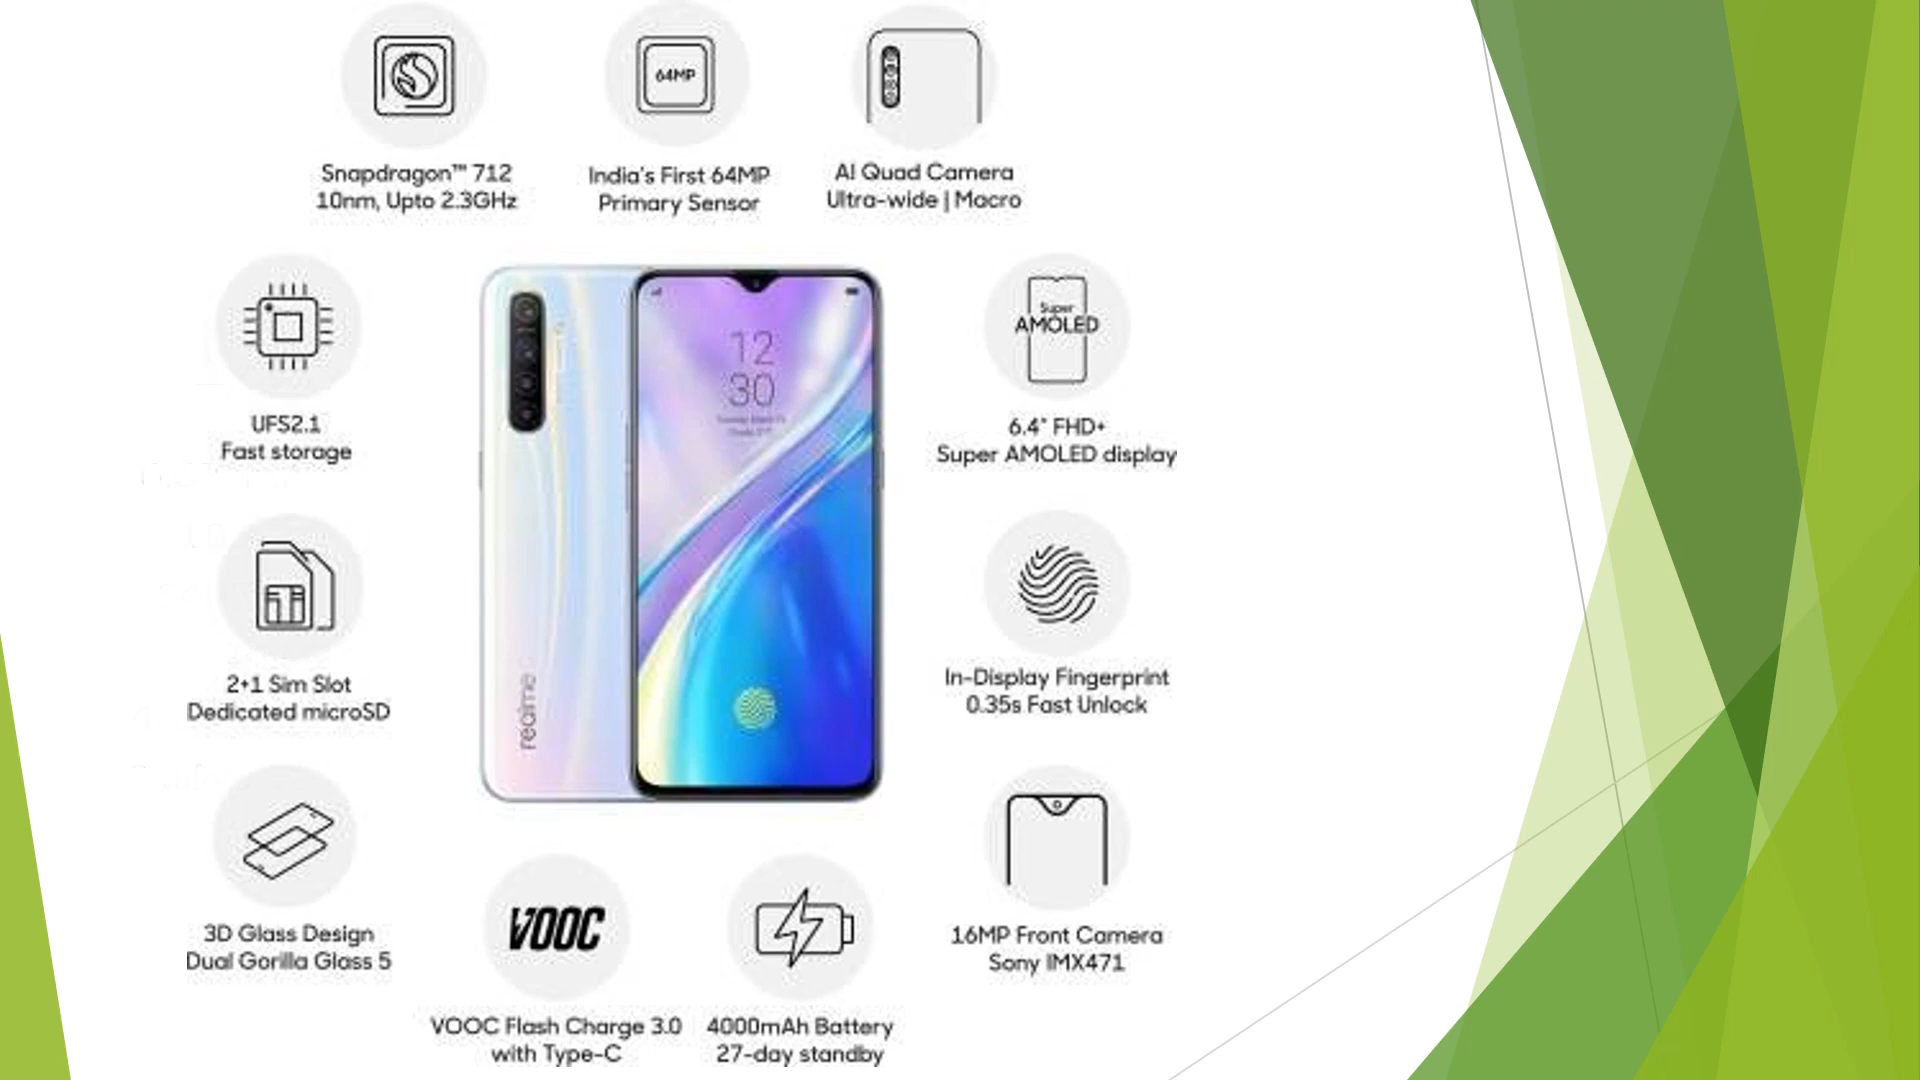 64MP
Snapdragon™ 712
10nm, Upto 2.3GHz
India's First 64MP
Primary Sensor
AI Quad Camera
Ultra-wide | Macro
UFS2.1
Fast storage
12
30
realme
Super
AMOLED
6.4" FHD+
Super AMOLED display
2+1 Sim Slot
Dedicated microSD
In-Display Fingerprint
0.35s Fast Unlock
3D Glass Design
Dual Gorilla Glass 5
VOOC
VOOC Flash Charge 3.0
with Type-C
4000mAh Battery
27-day standby
16MP Front Camera
Sony IMX471